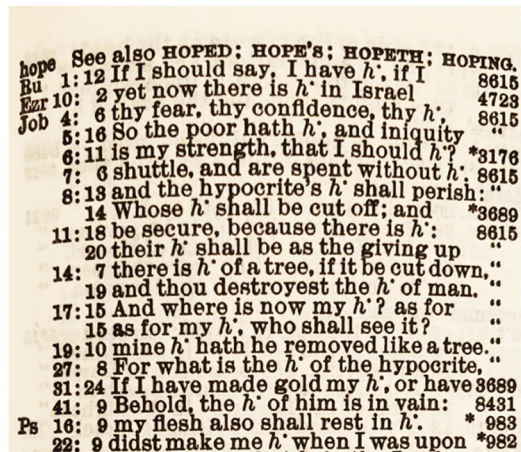 hope See also HOPED; HOPE'S; HOPETH; HOPING.
Ru 1:12 If I should say, I have h·, if I 8615
Ezr 10: 2 yet now there is h· in Israel 4723
Job 4: 6 thy fear, thy confidence, thy h·, 8615
5:16 So the poor hath h·, and iniquity "
6:11 is my strength, that I should h·? *3176
7: 6 shuttle, and are spent without h·. 8615
8:13 and the hypocrite's h· shall perish: "
14 Whose h· shall be cut off; and *3689
11:18 be secure, because there is h·: 8615
20 their h· shall be as the giving up "
14: 7 there is h· of a tree, if it be cut down, "
19 and thou destroyest the h· of man. "
17:15 And where is now my h·? as for "
15 as for my h·, who shall see it? "
19:10 mine h· hath he removed like a tree. "
27: 8 For what is the h· of the hypocrite, "
31:24 If I have made gold my h·, or have 3689
41: 9 Behold, the h· of him is in vain: 8431
Ps 16: 9 my flesh also shall rest in h·. * 983
22: 9 didst make me h· when I was upon *982